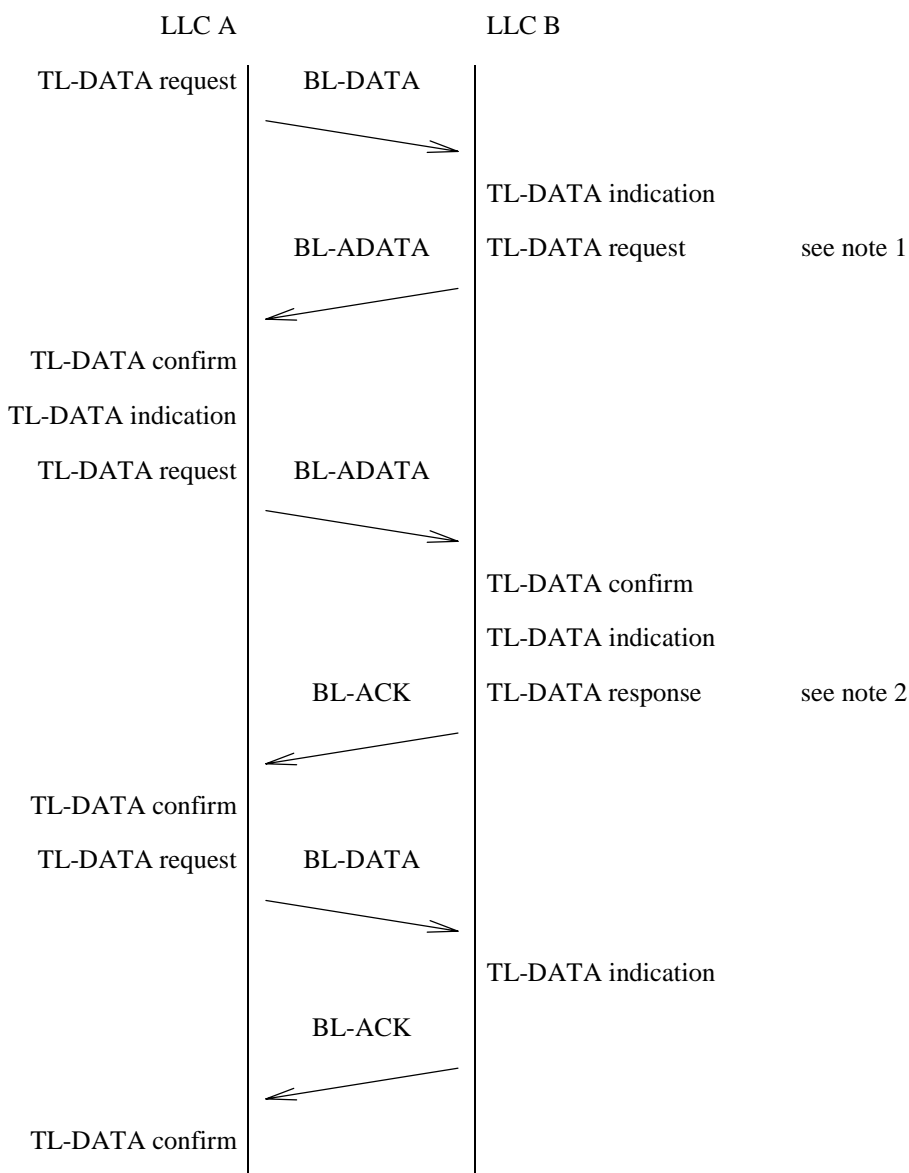 LLC A LLC B
TL-DATA request BL-DATA
TL-DATA indication
BL-ADATA TL-DATA request see note 1
TL-DATA confirm
TL-DATA indication
TL-DATA request BL-ADATA
TL-DATA confirm
TL-DATA indication
BL-ACK TL-DATA response see note 2
TL-DATA confirm
TL-DATA request BL-DATA
TL-DATA indication
BL-ACK
TL-DATA confirm